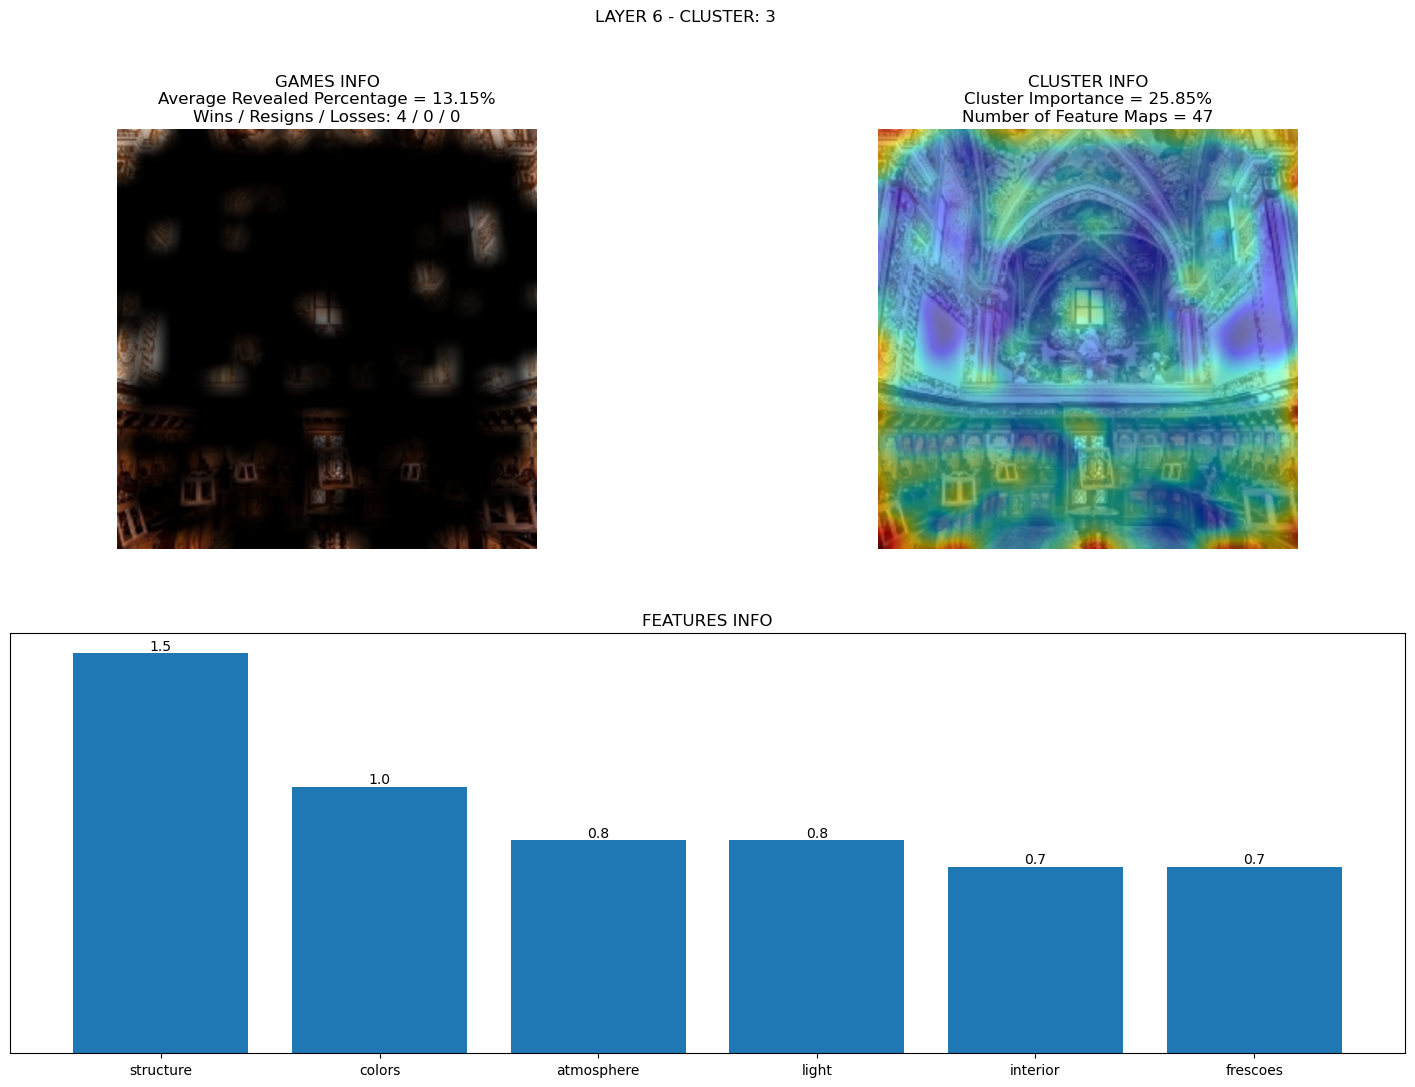 LAYER 6 - CLUSTER: 3
GAMES INFO
Average Revealed Percentage = 13.15%
Wins / Resigns / Losses: 4 / 0 / 0
CLUSTER INFO
Cluster Importance = 25.85%
Number of Feature Maps = 47
FEATURES INFO
1.5
1.0
0.8
0.8
0.7
0.7
structure
colors
atmosphere
light
interior
frescoes